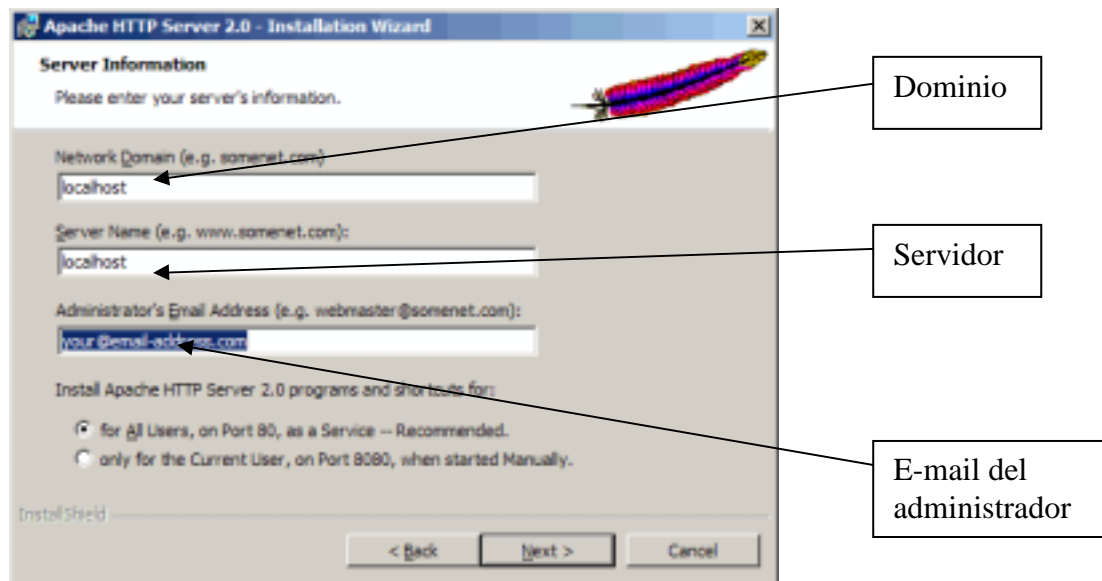 Apache HTTP Server 2.0 - Installation Wizard
Server Information
Please enter your server's information.
Dominio
Network Domain (e.g. somenet.com)
localhost
Server Name (e.g. www.somenet.com):
localhost
Servidor
Administrator's Email Address (e.g. webmaster@somenet.com):
your@email-address.com
Install Apache HTTP Server 2.0 programs and shortcuts for:
for All Users, on Port 80, as a Service -- Recommended.
only for the Current User, on Port 8080, when started Manually.
E-mail del
administrador
InstallShield
< Back
Next >
Cancel